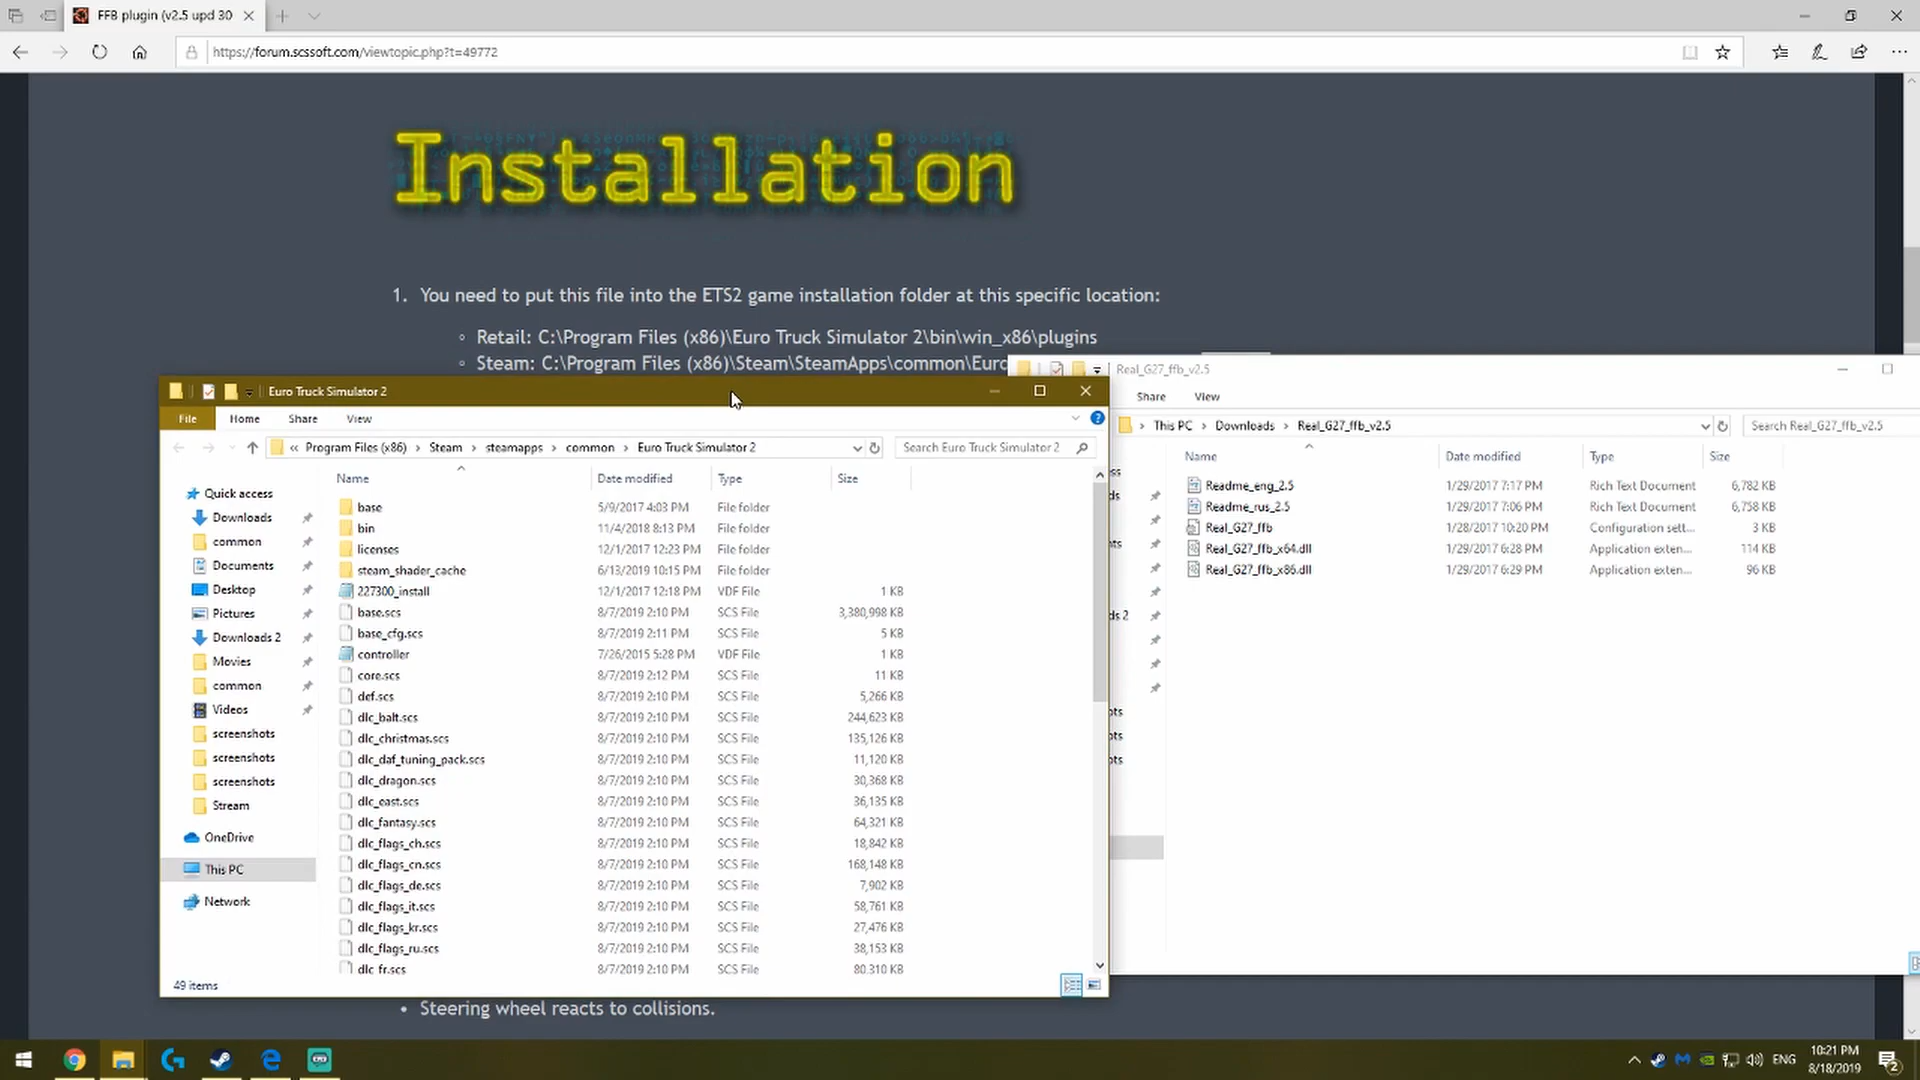 FFB plugin (v2.5 upd 30
https://forum.scssoft.com/viewtopic.php?t=49772
Installation
1. You need to put this file into the ETS2 game installation folder at this specific location:
Retail: C:\Program Files (x86)\Euro Truck Simulator 2\bin\win_x86\plugins
Steam: C:\Program Files (x86)\Steam\SteamApps\common\Euro
Euro Truck Simulator 2
File Home Share View
« Program Files (x86) › Steam › steamapps › common › Euro Truck Simulator 2
Search Euro Truck Simulator 2
Quick access
Downloads
common
Documents
Desktop
Pictures
Downloads 2
Movies
common
Videos
screenshots
screenshots
screenshots
Stream
OneDrive
This PC
Network
Name Date modified Type Size
base 5/9/2017 4:03 PM File folder
bin 11/4/2018 8:13 PM File folder
licenses 12/1/2017 12:23 PM File folder
steam_shader_cache 6/13/2019 10:15 PM File folder
227300_install 12/1/2017 12:18 PM VDF File 1 KB
base.scs 8/7/2019 2:10 PM SCS File 3,380,998 KB
base_cfg.scs 8/7/2019 2:11 PM SCS File 5 KB
controller 7/26/2015 5:28 PM VDF File 1 KB
core.scs 8/7/2019 2:12 PM SCS File 11 KB
def.scs 8/7/2019 2:10 PM SCS File 5,266 KB
dlc_balt.scs 8/7/2019 2:10 PM SCS File 244,623 KB
dlc_christmas.scs 8/7/2019 2:10 PM SCS File 135,126 KB
dlc_daf_tuning_pack.scs 8/7/2019 2:10 PM SCS File 11,120 KB
dlc_dragon.scs 8/7/2019 2:10 PM SCS File 30,368 KB
dlc_east.scs 8/7/2019 2:10 PM SCS File 36,135 KB
dlc_fantasy.scs 8/7/2019 2:10 PM SCS File 64,321 KB
dlc_flags_ch.scs 8/7/2019 2:10 PM SCS File 18,842 KB
dlc_flags_cn.scs 8/7/2019 2:10 PM SCS File 168,148 KB
dlc_flags_de.scs 8/7/2019 2:10 PM SCS File 7,902 KB
dlc_flags_it.scs 8/7/2019 2:10 PM SCS File 58,761 KB
dlc_flags_kr.scs 8/7/2019 2:10 PM SCS File 27,476 KB
dlc_flags_ru.scs 8/7/2019 2:10 PM SCS File 38,153 KB
dlc_fr.scs 8/7/2019 2:10 PM SCS File 80,310 KB
49 items
Real_G27_ffb_v2.5
Share View
› This PC › Downloads › Real_G27_ffb_v2.5
Search Real_G27_ffb_v2.5
Name Date modified Type Size
Readme_eng_2.5 1/29/2017 7:17 PM Rich Text Document 6,782 KB
Readme_rus_2.5 1/29/2017 7:06 PM Rich Text Document 6,758 KB
Real_G27_ffb 1/28/2017 10:20 PM Configuration sett... 3 KB
Real_G27_ffb_x64.dll 1/29/2017 6:28 PM Application exten... 114 KB
Real_G27_ffb_x86.dll 1/29/2017 6:29 PM Application exten... 96 KB
• Steering wheel reacts to collisions.
ENG
10:21 PM
8/18/2019
2